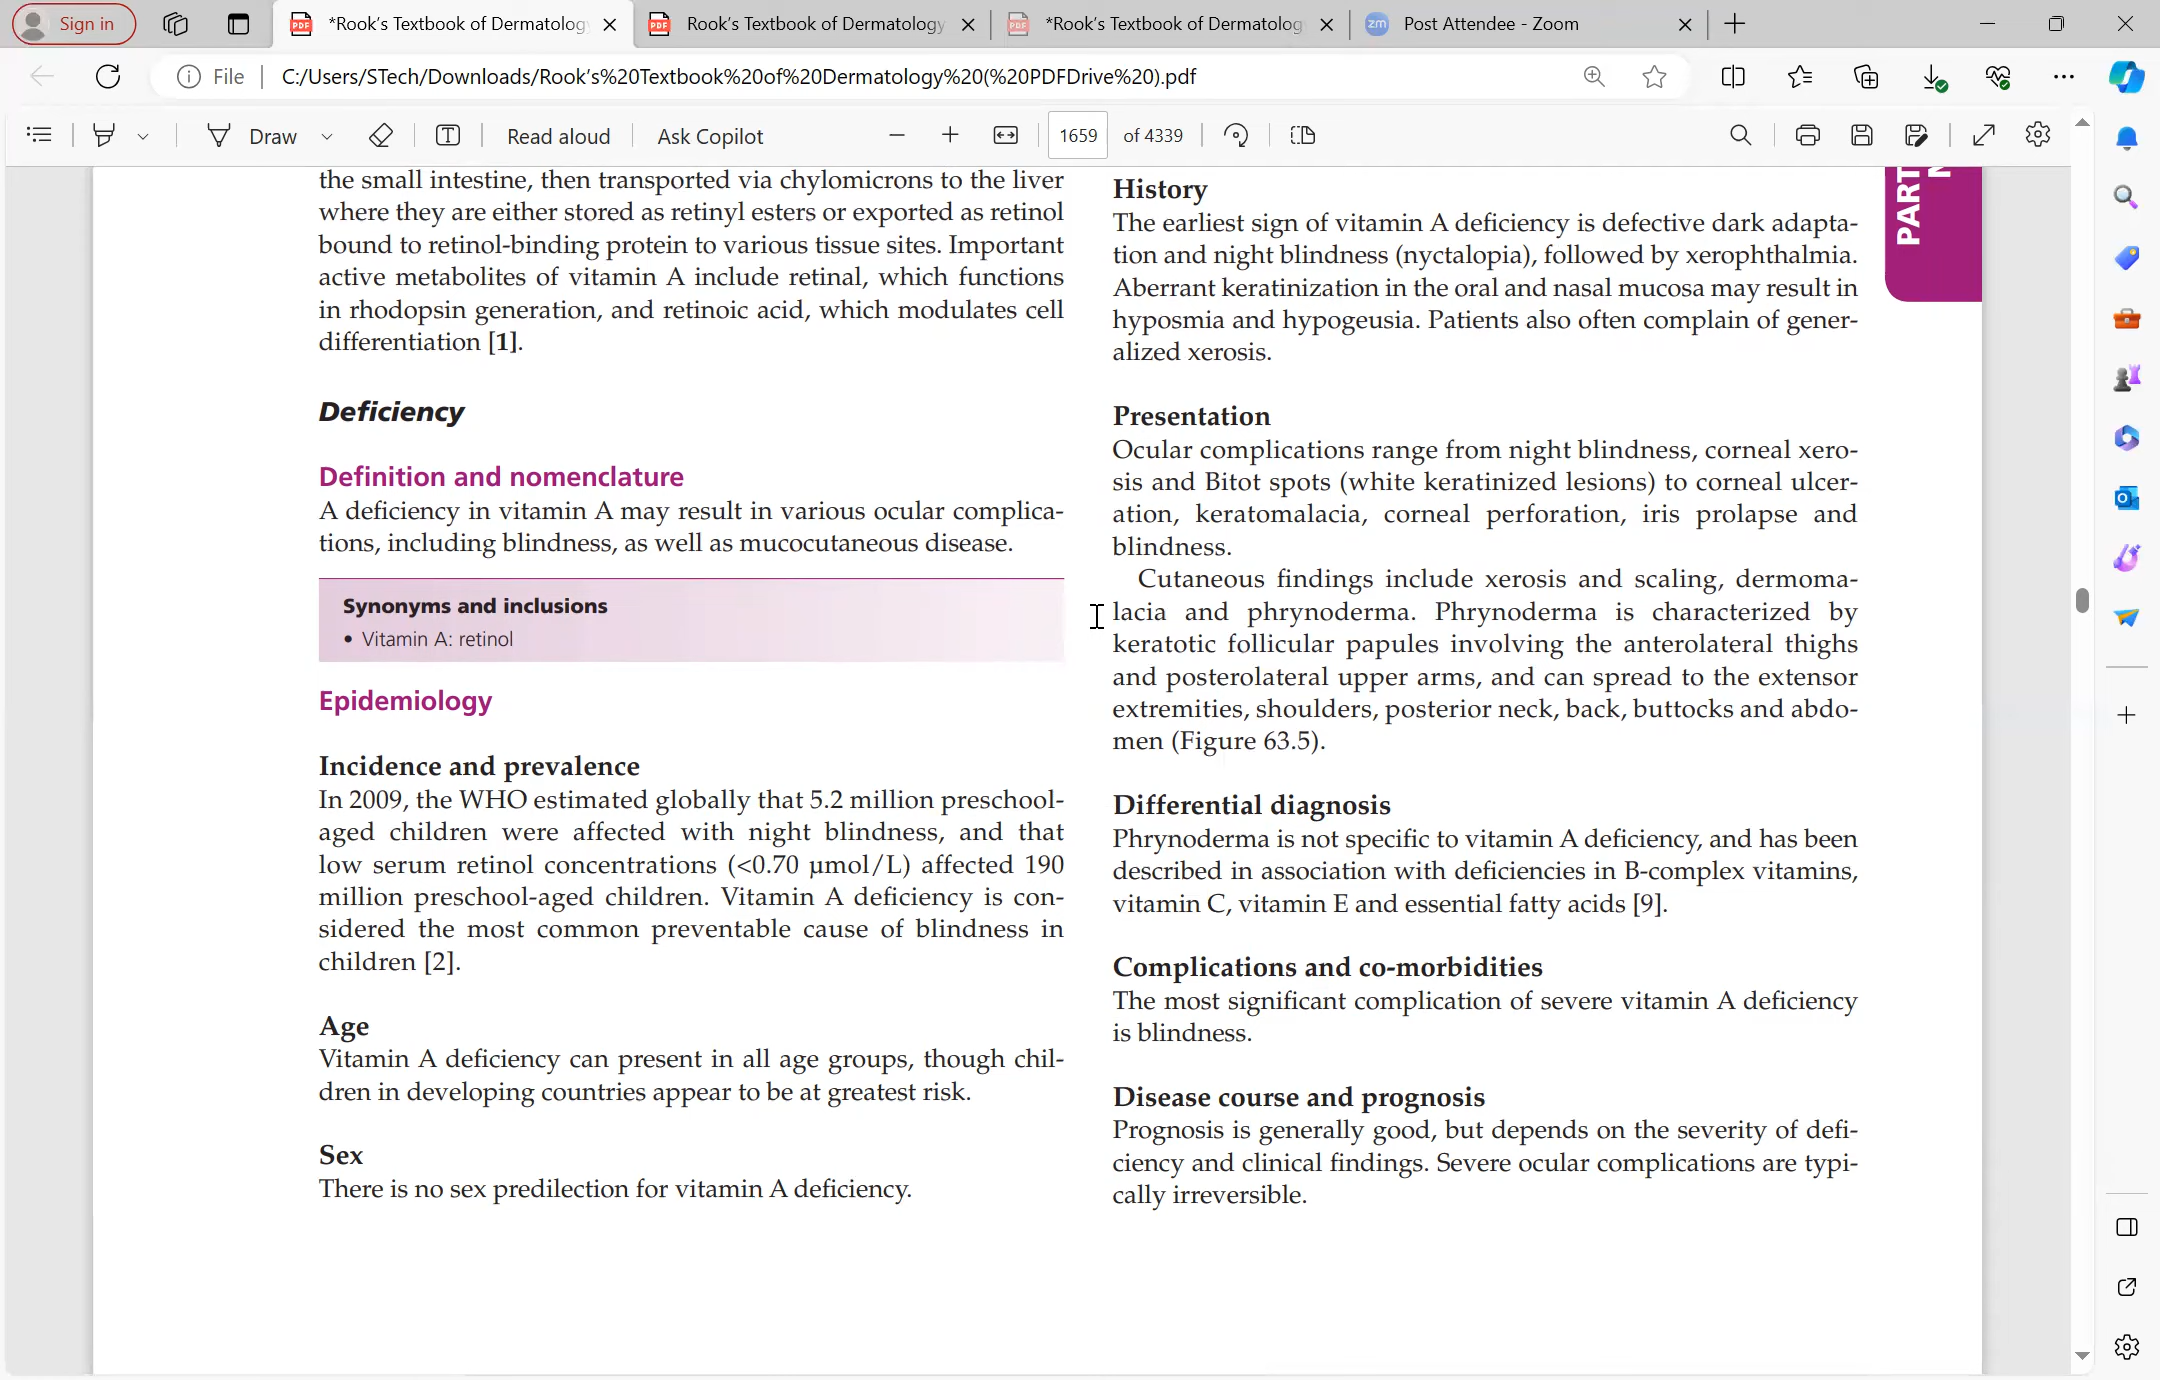 Sign in
*Rook's Textbook of Dermatology
Rook's Textbook of Dermatology
*Rook's Textbook of Dermatolog
Post Attendee - Zoom
File
C:/Users/STech/Downloads/Rook's%20Textbook%20of%20Dermatology%20(%20PDFDrive%20).pdf
Draw
Read aloud
Ask Copilot
1659 of 4339
the small intestine, then transported via chylomicrons to the liver
where they are either stored as retinyl esters or exported as retinol
bound to retinol-binding protein to various tissue sites. Important
active metabolites of vitamin A include retinal, which functions
in rhodopsin generation, and retinoic acid, which modulates cell
differentiation [1].
Deficiency
Definition and nomenclature
A deficiency in vitamin A may result in various ocular complica-
tions, including blindness, as well as mucocutaneous disease.
Synonyms and inclusions
• Vitamin A: retinol
Epidemiology
Incidence and prevalence
In 2009, the WHO estimated globally that 5.2 million preschool-
aged children were affected with night blindness, and that
low serum retinol concentrations (<0.70 μmol/L) affected 190
million preschool-aged children. Vitamin A deficiency is con-
sidered the most common preventable cause of blindness in
children [2].
Age
Vitamin A deficiency can present in all age groups, though chil-
dren in developing countries appear to be at greatest risk.
Sex
There is no sex predilection for vitamin A deficiency.
History
The earliest sign of vitamin A deficiency is defective dark adapta-
tion and night blindness (nyctalopia), followed by xerophthalmia.
Aberrant keratinization in the oral and nasal mucosa may result in
hyposmia and hypogeusia. Patients also often complain of gener-
alized xerosis.
Presentation
Ocular complications range from night blindness, corneal xero-
sis and Bitot spots (white keratinized lesions) to corneal ulcer-
ation, keratomalacia, corneal perforation, iris prolapse and
blindness.
Cutaneous findings include xerosis and scaling, dermoma-
lacia and phrynoderma. Phrynoderma is characterized by
keratotic follicular papules involving the anterolateral thighs
and posterolateral upper arms, and can spread to the extensor
extremities, shoulders, posterior neck, back, buttocks and abdo-
men (Figure 63.5).
Differential diagnosis
Phrynoderma is not specific to vitamin A deficiency, and has been
described in association with deficiencies in B-complex vitamins,
vitamin C, vitamin E and essential fatty acids [9].
Complications and co-morbidities
The most significant complication of severe vitamin A deficiency
is blindness.
Disease course and prognosis
Prognosis is generally good, but depends on the severity of defi-
ciency and clinical findings. Severe ocular complications are typi-
cally irreversible.
PART